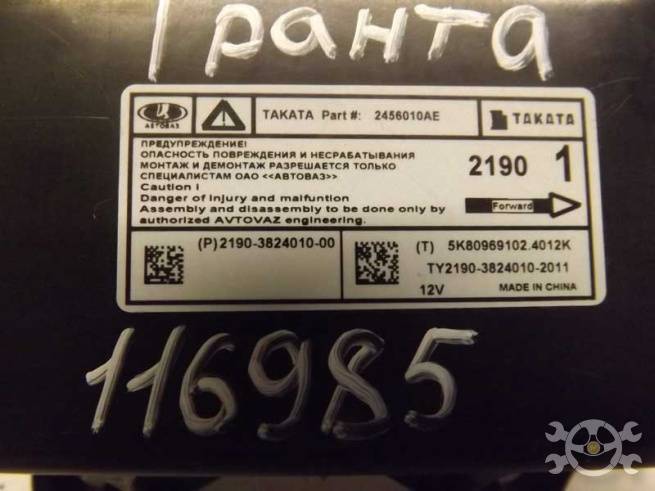 Гранта
АВТОВАЗ
TAKATA Part #: 2456010AE
TAKATA
ПРЕДУПРЕЖДЕНИЕ!
ОПАСНОСТЬ ПОВРЕЖДЕНИЯ И НЕСРАБАТЫВАНИЯ
МОНТАЖ И ДЕМОНТАЖ РАЗРЕШАЕТСЯ ТОЛЬКО
СПЕЦИАЛИСТАМ ОАО <<АВТОВАЗ>>
Caution !
Danger of injury and malfuntion
Assembly and disassembly to be done only by
authorized AVTOVAZ engineering.
2190 1
Forward
(P)2190-3824010-00
(T) 5K80969102.4012K
TY2190-3824010-2011
12V MADE IN CHINA
116985